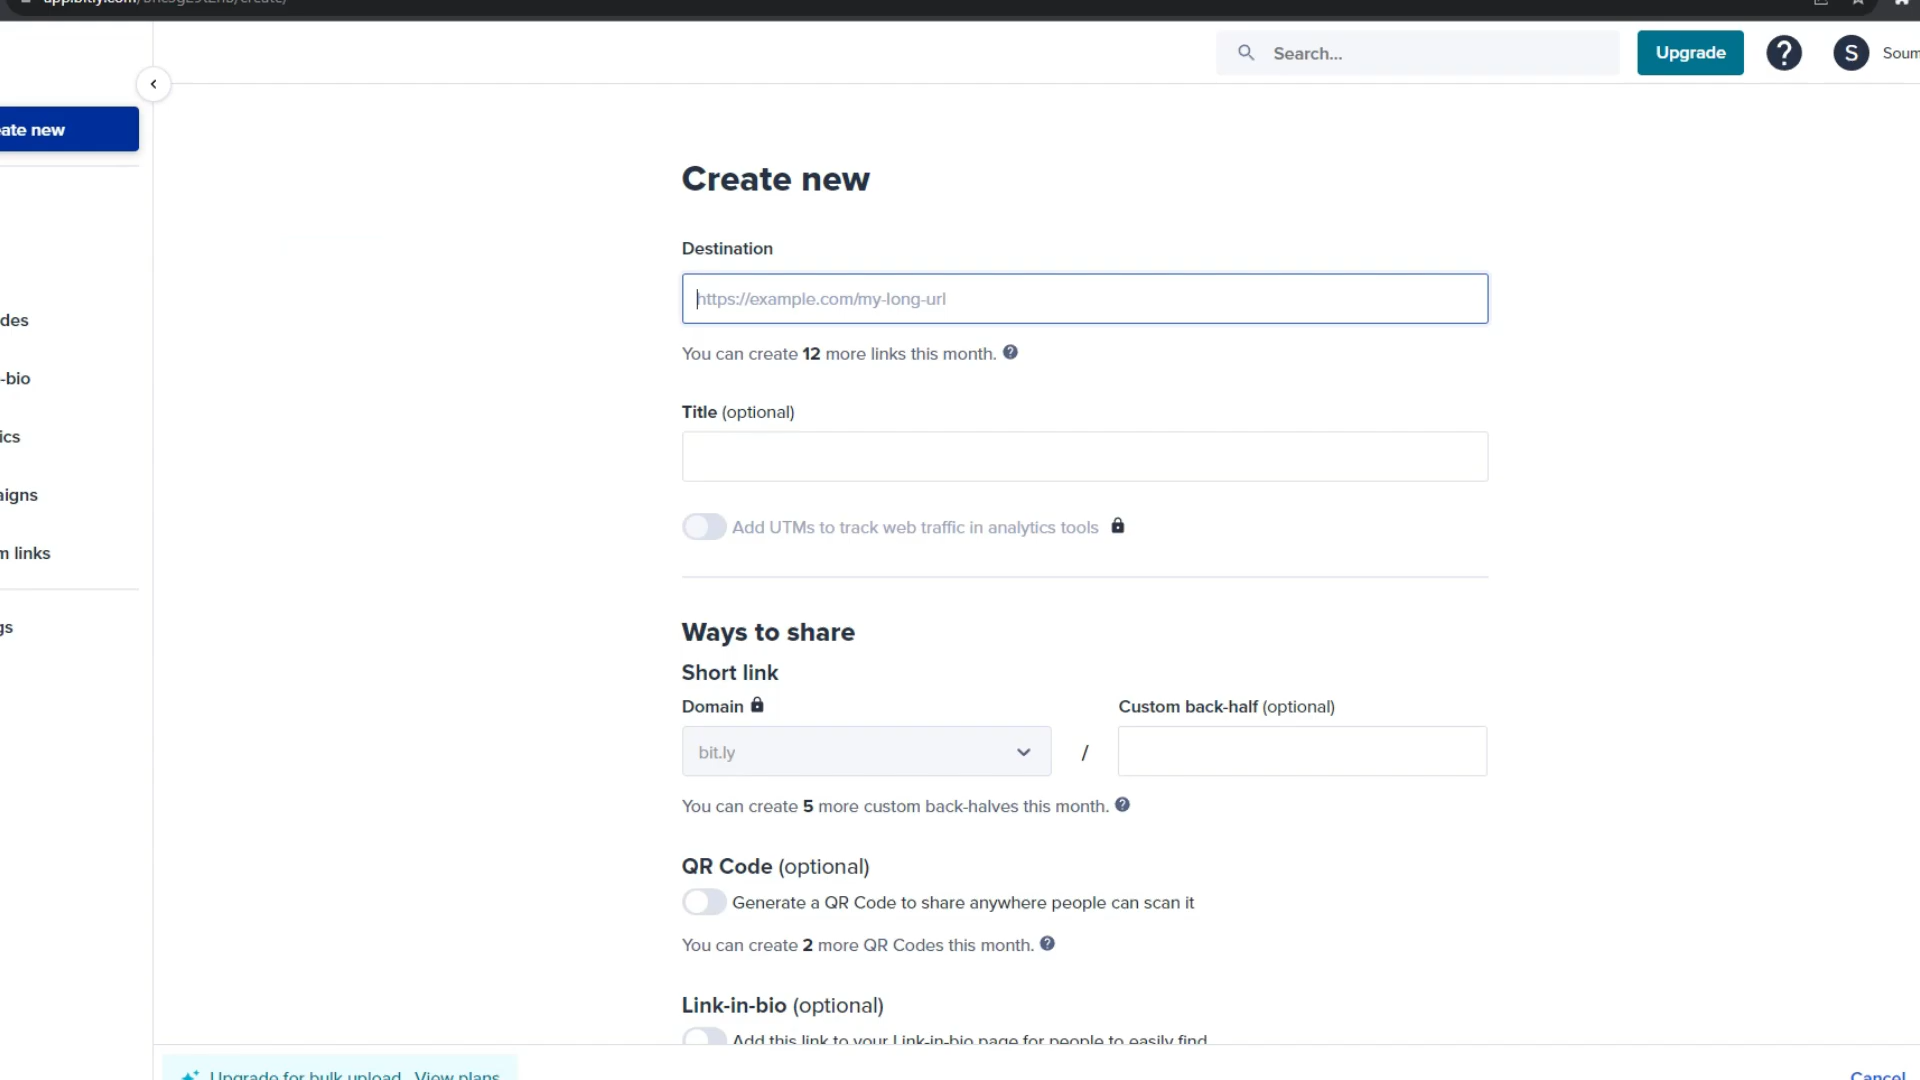 Search...
Upgrade
?
S
Soum
ate new
Create new
Destination
https://example.com/my-long-url
des
You can create 12 more links this month. ?
-bio
Title (optional)
ics
aigns
Add UTMs to track web traffic in analytics tools
m links
gs
Ways to share
Short link
Domain
Custom back-half (optional)
bit.ly
/
You can create 5 more custom back-halves this month. ?
QR Code (optional)
Generate a QR Code to share anywhere people can scan it
You can create 2 more QR Codes this month. ?
Link-in-bio (optional)
Add this link to your Link-in-bio page for people to easily find
Upgrade for bulk upload. View plans
Cancel